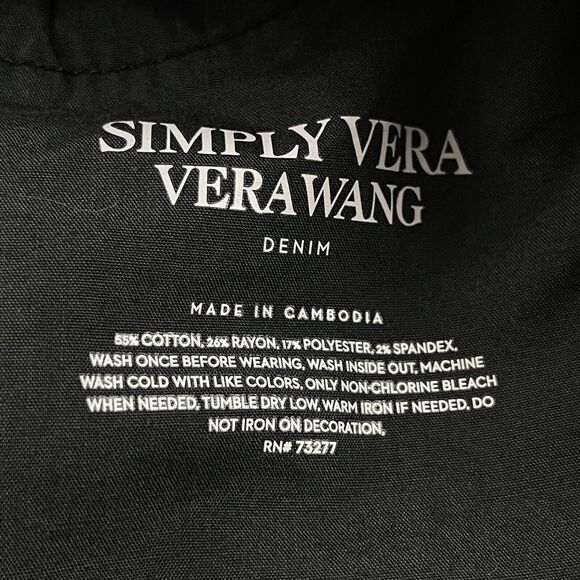 SIMPLY VERA
VERA WANG
DENIM
MADE IN CAMBODIA
55% COTTON, 26% RAYON, 17% POLYESTER, 2% SPANDEX,
WASH ONCE BEFORE WEARING, WASH INSIDE OUT, MACHINE
WASH COLD WITH LIKE COLORS, ONLY NON-CHLORINE BLEACH
WHEN NEEDED, TUMBLE DRY LOW, WARM IRON IF NEEDED, DO
NOT IRON ON DECORATION,
RN# 73277